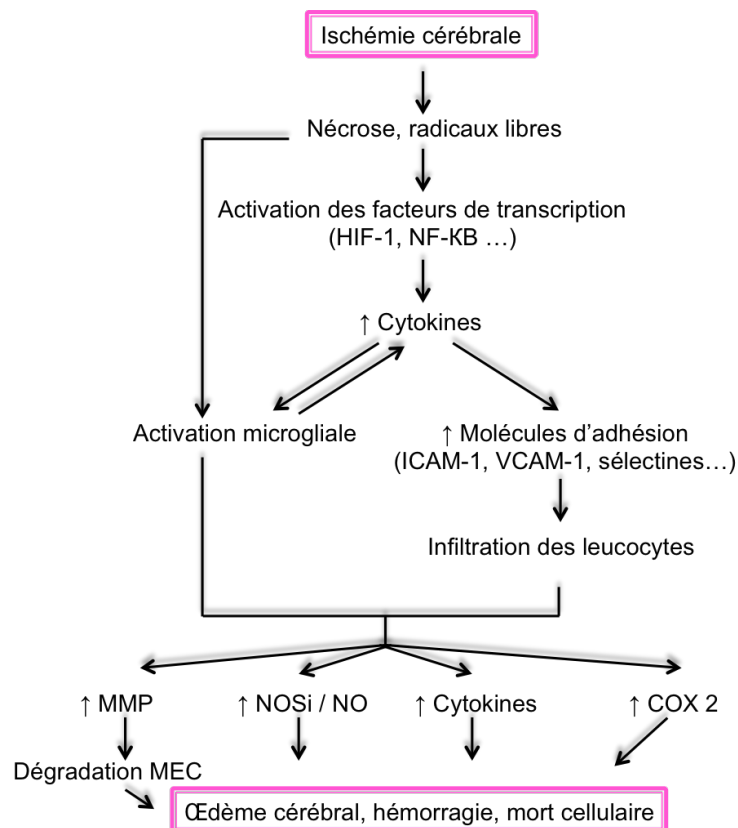 Ischémie cérébrale
Nécrose, radicaux libres
Activation des facteurs de transcription
(HIF-1, NF-KB ...)
↑ Cytokines
Activation microgliale
↑ Molécules d’adhésion
(ICAM-1, VCAM-1, sélectines…)
Infiltration des leucocytes
↑ MMP
↑ NOSi / NO
↑ Cytokines
↑ COX 2
Dégradation MEC
Œdème cérébral, hémorragie, mort cellulaire